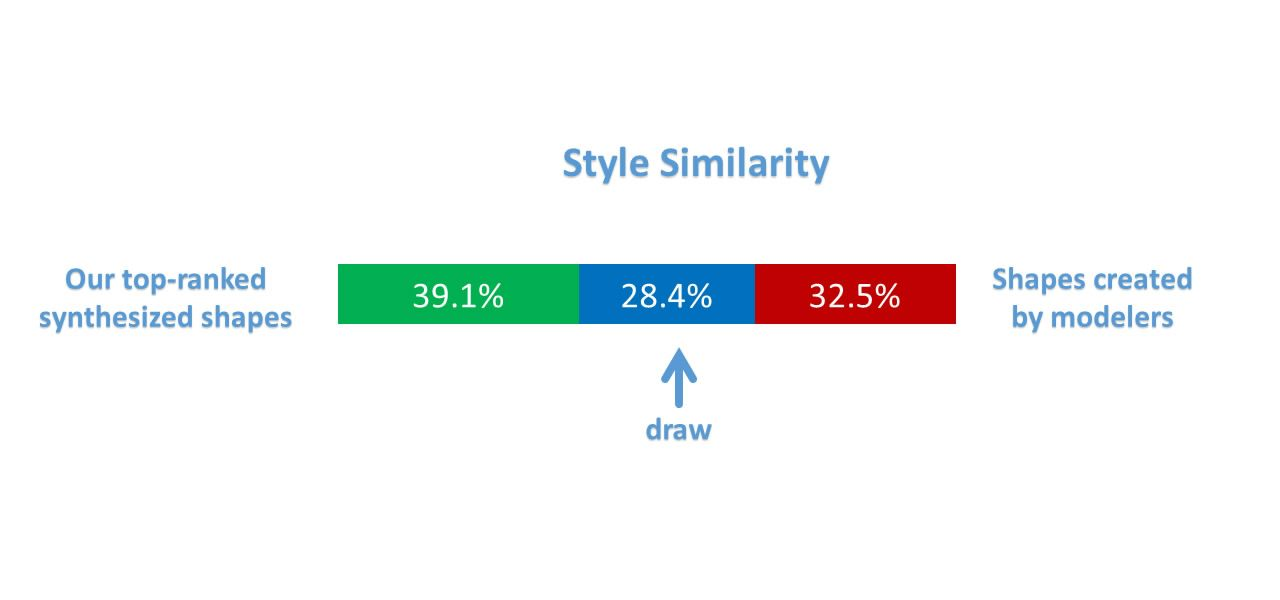 Style Similarity
Our top-ranked
synthesized shapes
39.1%
28.4%
32.5%
Shapes created
by modelers
draw